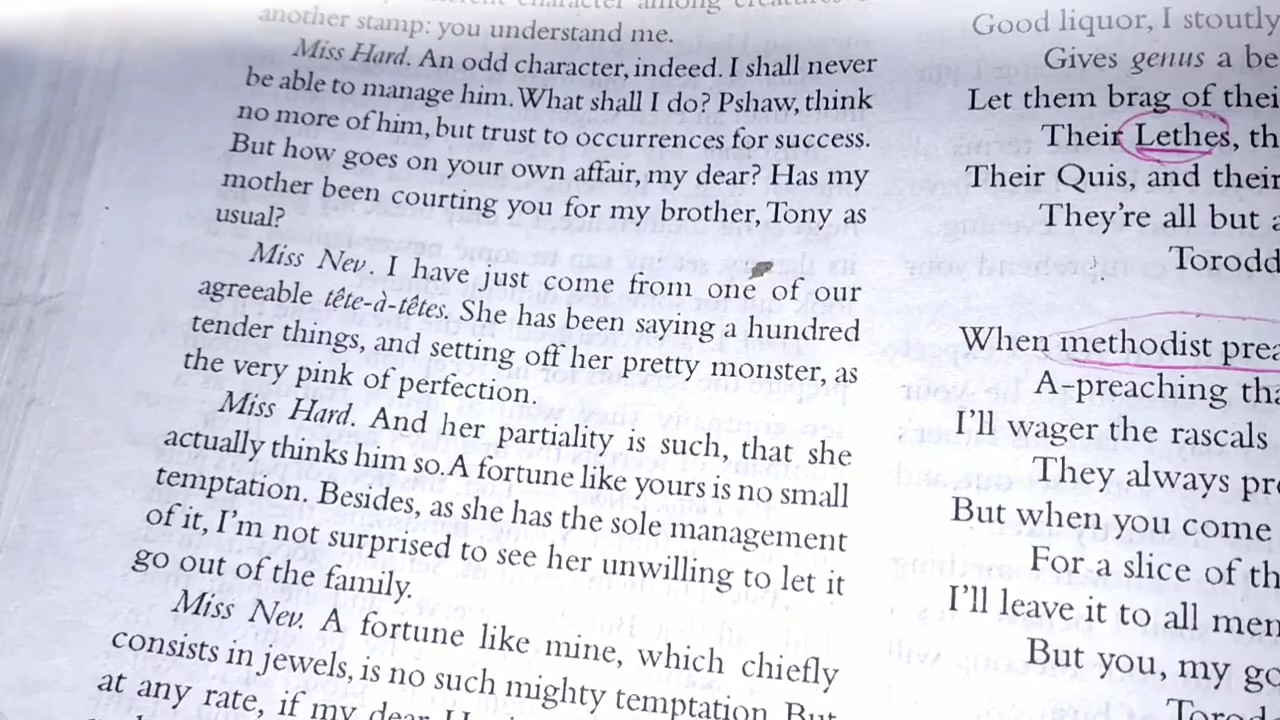 another stamp: you understand me.
Miss Hard. An odd character, indeed. I shall never
be able to manage him. What shall I do? Pshaw, think
no more of him, but trust to occurrences for success.
But how goes on your own affair, my dear? Has my
mother been courting you for my brother, Tony as
usual?
Miss Nev. I have just come from one of our
agreeable tête-à-têtes. She has been saying a hundred
tender things, and setting off her pretty monster, as
the very pink of perfection.
Miss Hard. And her partiality is such, that she
actually thinks him so. A fortune like yours is no small
temptation. Besides, as she has the sole management
of it, I'm not surprised to see her unwilling to let it
go out of the family.
Miss Nev. A fortune like mine, which chiefly
consists in jewels, is no such mighty temptation. But
at any rate, if my dear
Good liquor, I stoutly
Gives genus a be
Let them brag of thei
Their Lethes, th
Their Quis, and their
They're all but a
Torodd
When methodist prea
A-preaching tha
I'll wager the rascals
They always pre
But when you come
For a slice of th
I'll leave it to all men
But you, my go
Torod